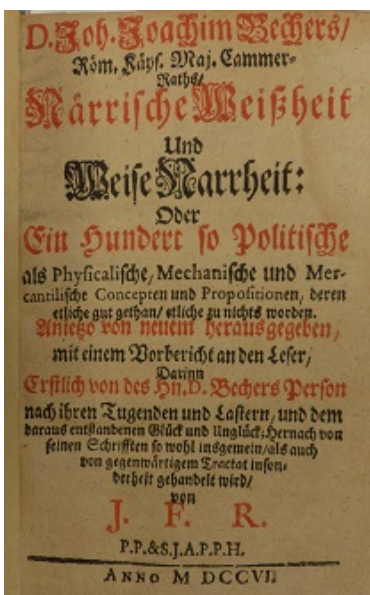 D. Joh. Joachim Bechers/
Röm. Käys. Maj. Cammer-
Raths/
Närrische Weißheit
Und
Weise Narrheit:
Oder
Ein Hundert so Politische
als Physicalische, Mechanische und Mer-
cantilische Concepten und Propositionen, deren
etliche gut gethan/ etliche zu nichts worden.
Anietzo von neuem herausgegeben,
mit einem Vorbericht an den Leser/
Darinn
Erstlich von des Hn. D. Bechers Person
nach ihren Tugenden und Lastern, und dem
daraus entstandenen Glück und Unglück; Hernach von
seinen Schrifften so wohl insgemein/ als auch
von gegenwärtigem Tractat inson-
derheit gehandelt wird/
von
J. F. R.
P.P.&S.J.A.P.P.H.
ANNO M DCCVII